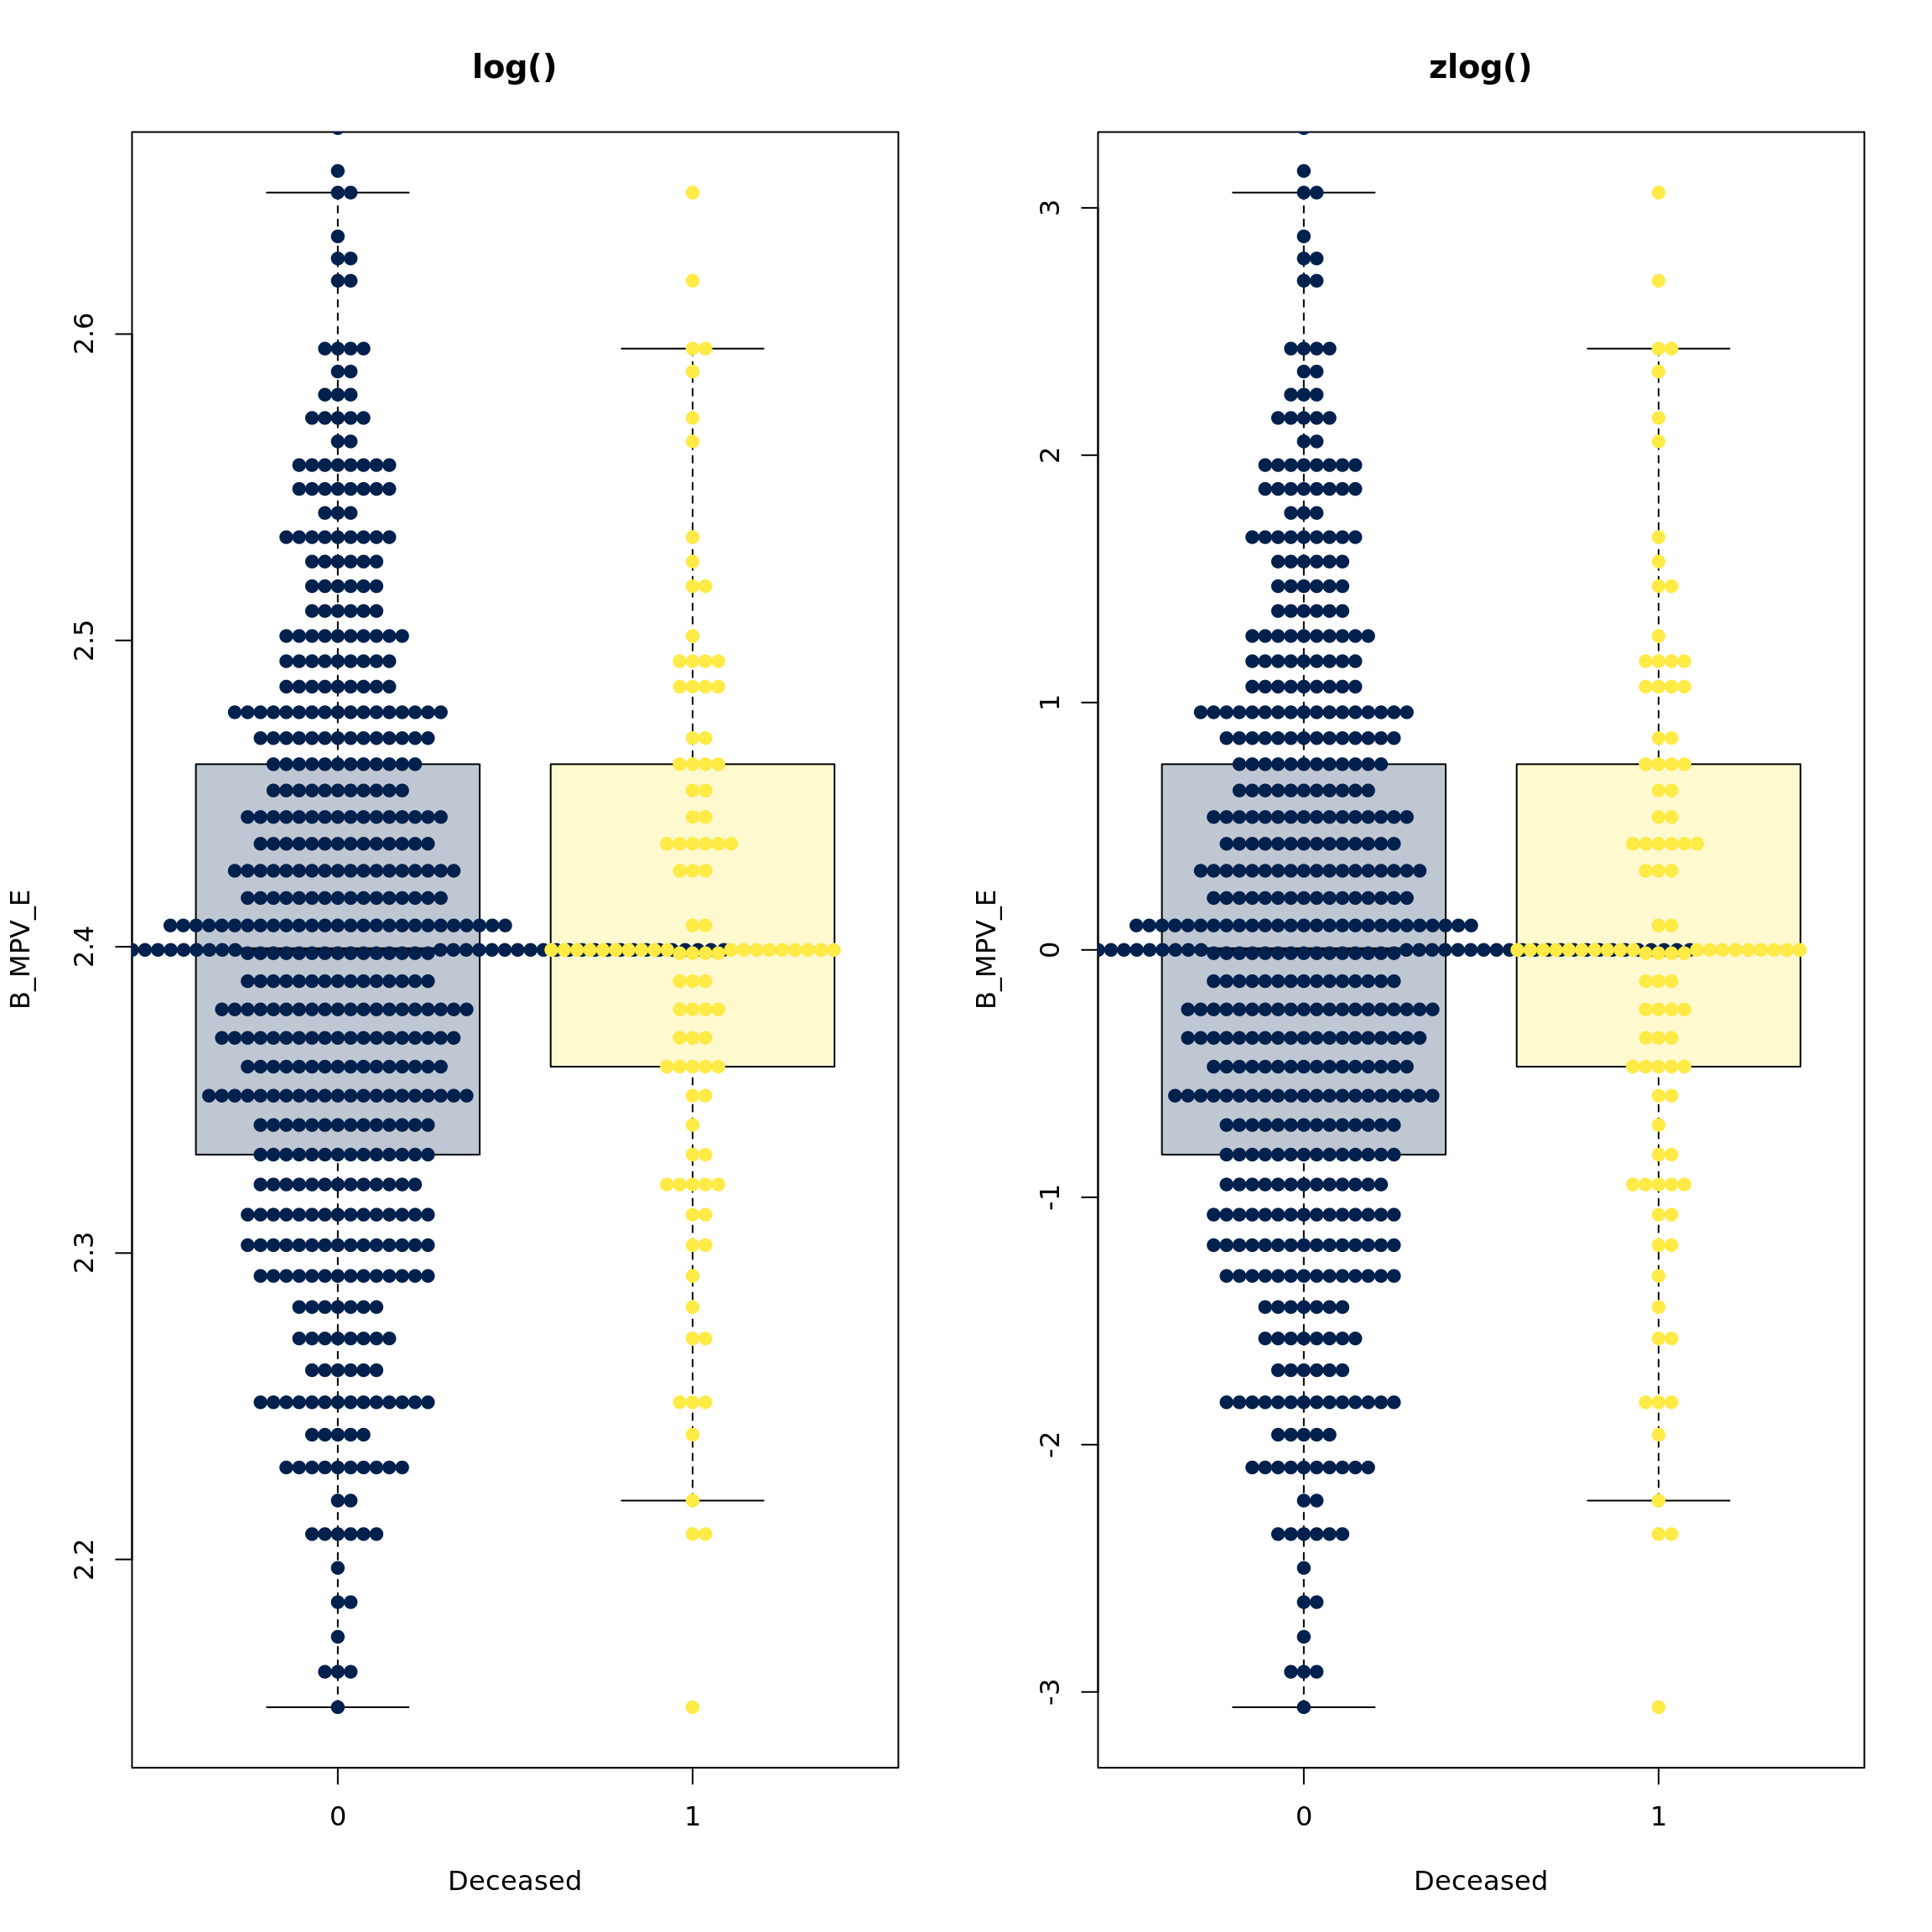 log()
B_MPV_E
2.6
2.5
2.4
2.3
2.2
0 1
Deceased
zlog()
B_MPV_E
3
2
1
0
-1
-2
-3
0 1
Deceased